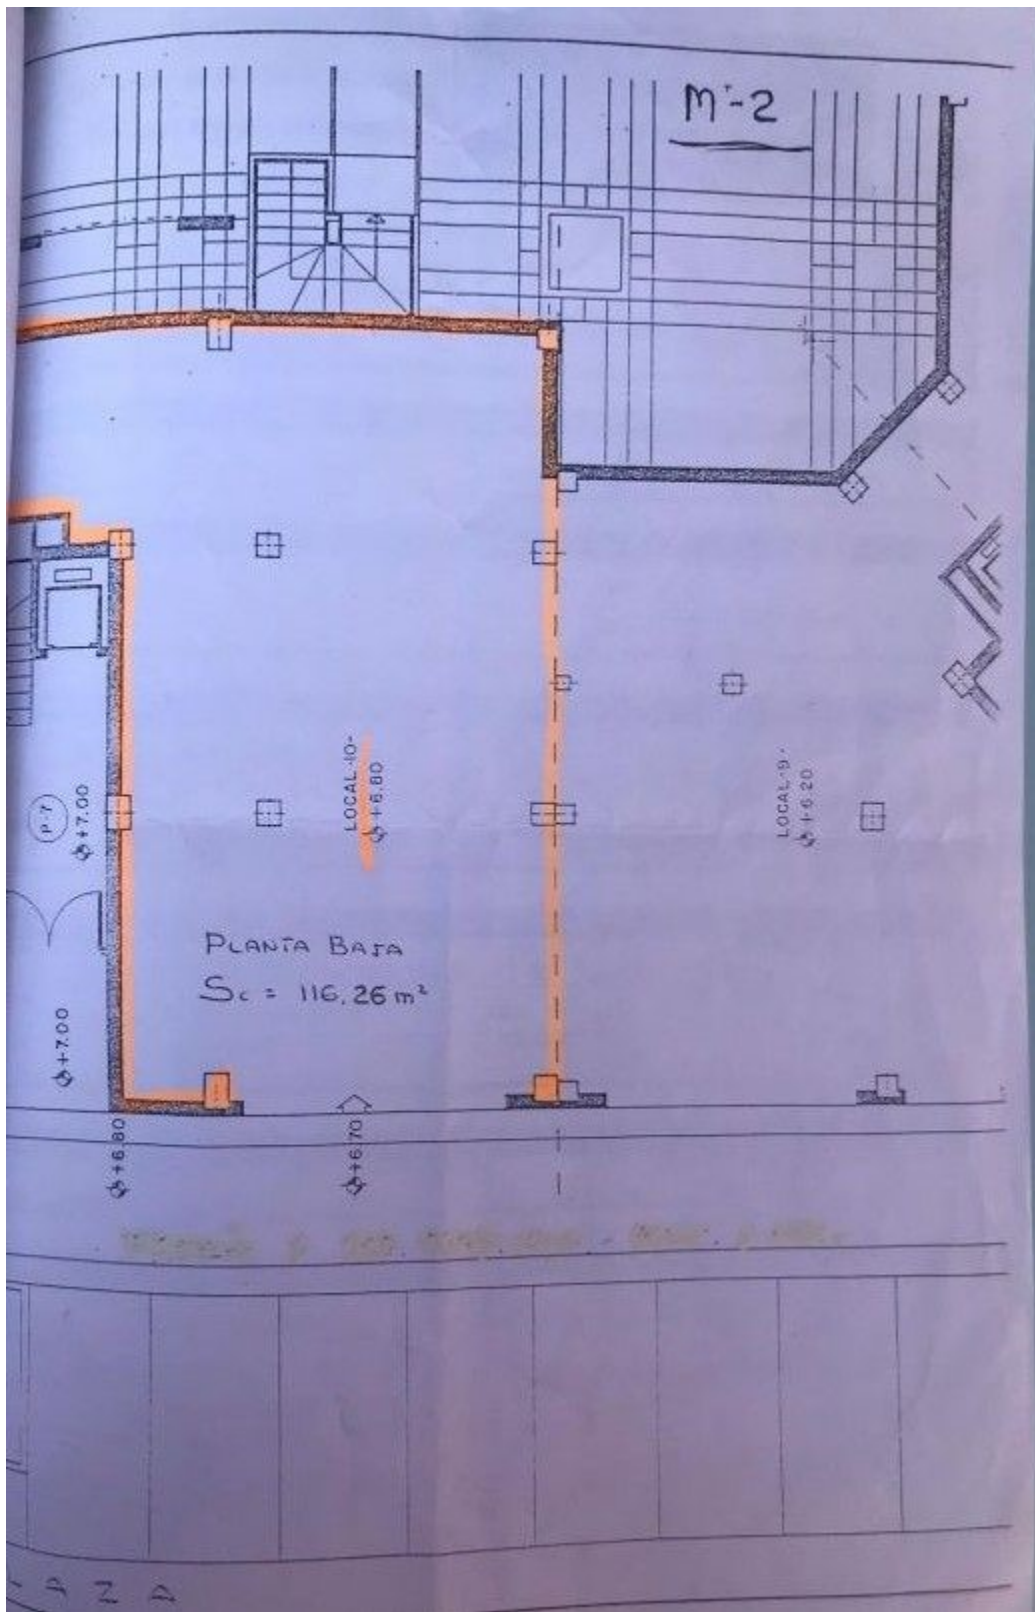 M-2
LOCAL-10-
+6.80
LOCAL-9-
+6.20
P-7
+7.00
PLANTA BAJA
Sc = 116.26 m²
+7.00
+6.80
+6.70